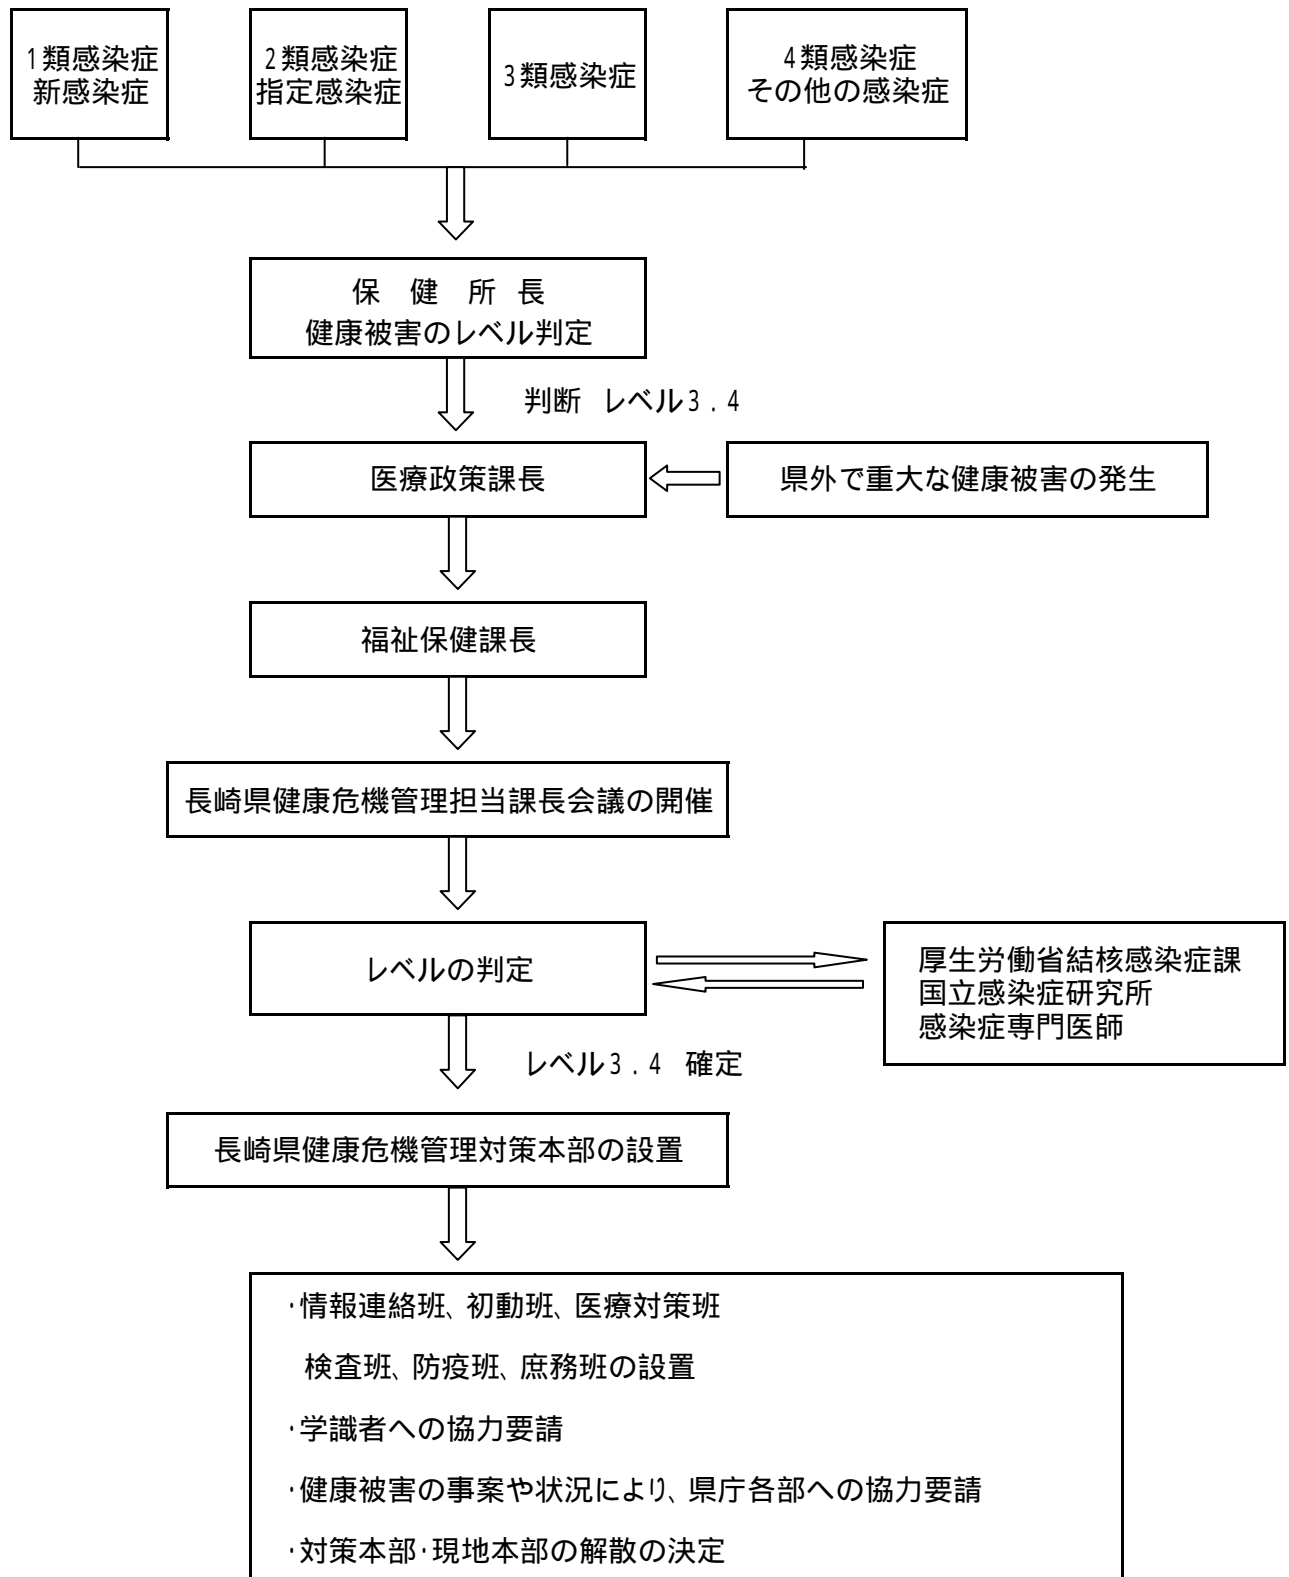 1類感染症
新感染症
2類感染症
指定感染症
3類感染症
4類感染症
その他の感染症
保 健 所 長
健康被害のレベル判定
判断 レベル3.4
医療政策課長
県外で重大な健康被害の発生
福祉保健課長
長崎県健康危機管理担当課長会議の開催
レベルの判定
厚生労働省結核感染症課
国立感染症研究所
感染症専門医師
レベル3.4 確定
長崎県健康危機管理対策本部の設置
・情報連絡班、初動班、医療対策班
検査班、防疫班、庶務班の設置
・学識者への協力要請
・健康被害の事案や状況により、県庁各部への協力要請
・対策本部・現地本部の解散の決定